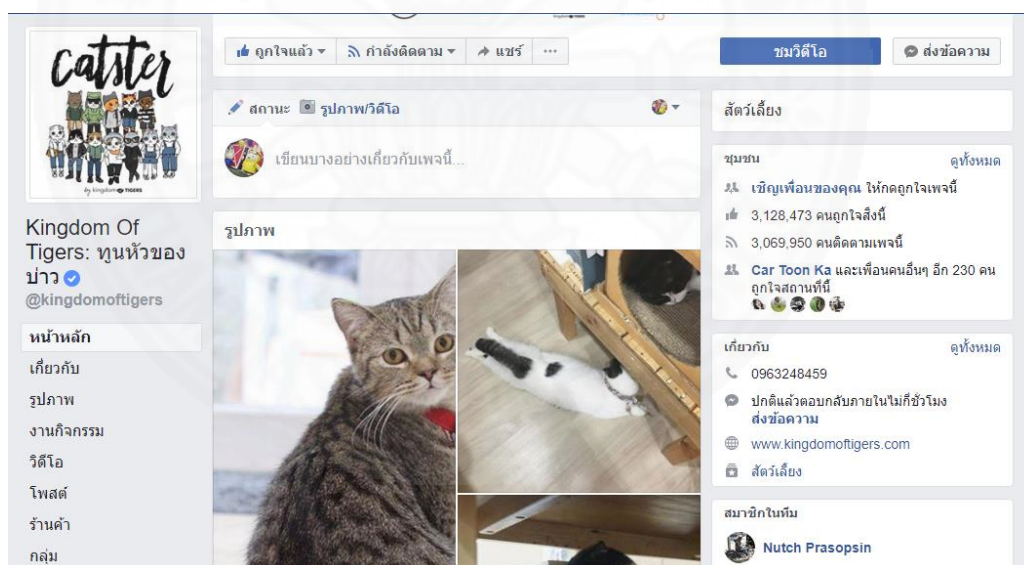 Catster
by kingdom of TIGERS
Kingdom Of
Tigers: ทูนหัวของ
บ่าว
@kingdomoftigers
หน้าหลัก
เกี่ยวกับ
รูปภาพ
งานกิจกรรม
วิดีโอ
โพสต์
ร้านค้า
กลุ่ม
ถูกใจแล้ว
กำลังติดตาม
แชร์
ชมวิดีโอ
ส่งข้อความ
สถานะ
รูปภาพ/วิดีโอ
เขียนบางอย่างเกี่ยวกับเพจนี้...
รูปภาพ
สัตว์เลี้ยง
ชุมชน
ดูทั้งหมด
เชิญเพื่อนของคุณ ให้กดถูกใจเพจนี้
3,128,473 คนถูกใจสิ่งนี้
3,069,950 คนติดตามเพจนี้
Car Toon Ka และเพื่อนคนอื่นๆ อีก 230 คน
ถูกใจสถานที่นี้
เกี่ยวกับ
ดูทั้งหมด
0963248459
ปกติแล้วตอบกลับภายในไม่กี่ชั่วโมง
ส่งข้อความ
www.kingdomoftigers.com
สัตว์เลี้ยง
สมาชิกในทีม
Nutch Prasopsin